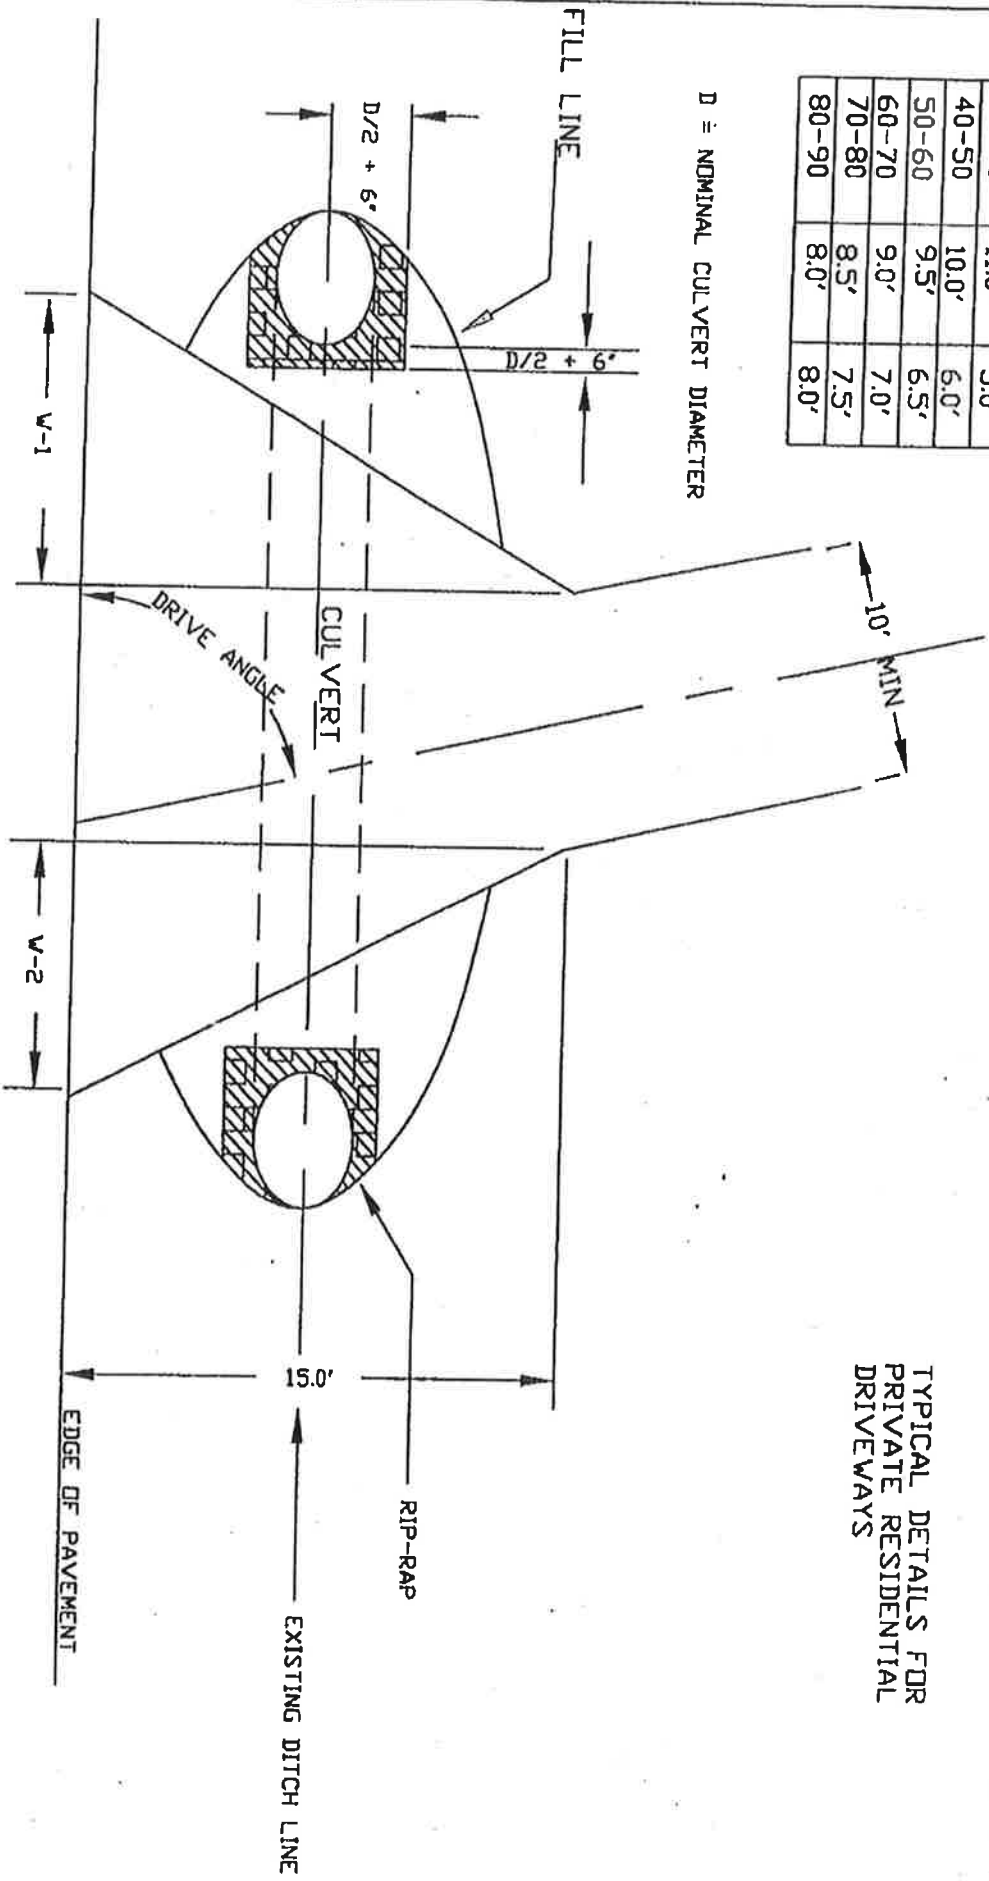 40-50 10.0' 6.0'
50-60 9.5' 6.5'
60-70 9.0' 7.0'
70-80 8.5' 7.5'
80-90 8.0' 8.0'
D = NOMINAL CULVERT DIAMETER
TYPICAL DETAILS FOR
PRIVATE RESIDENTIAL
DRIVEWAYS
FILL LINE
10' MIN
D/2 + 6"
D/2 + 6"
RIP-RAP
CULVERT
DRIVE ANGLE
15.0'
EXISTING DITCH LINE
W-1
W-2
EDGE OF PAVEMENT